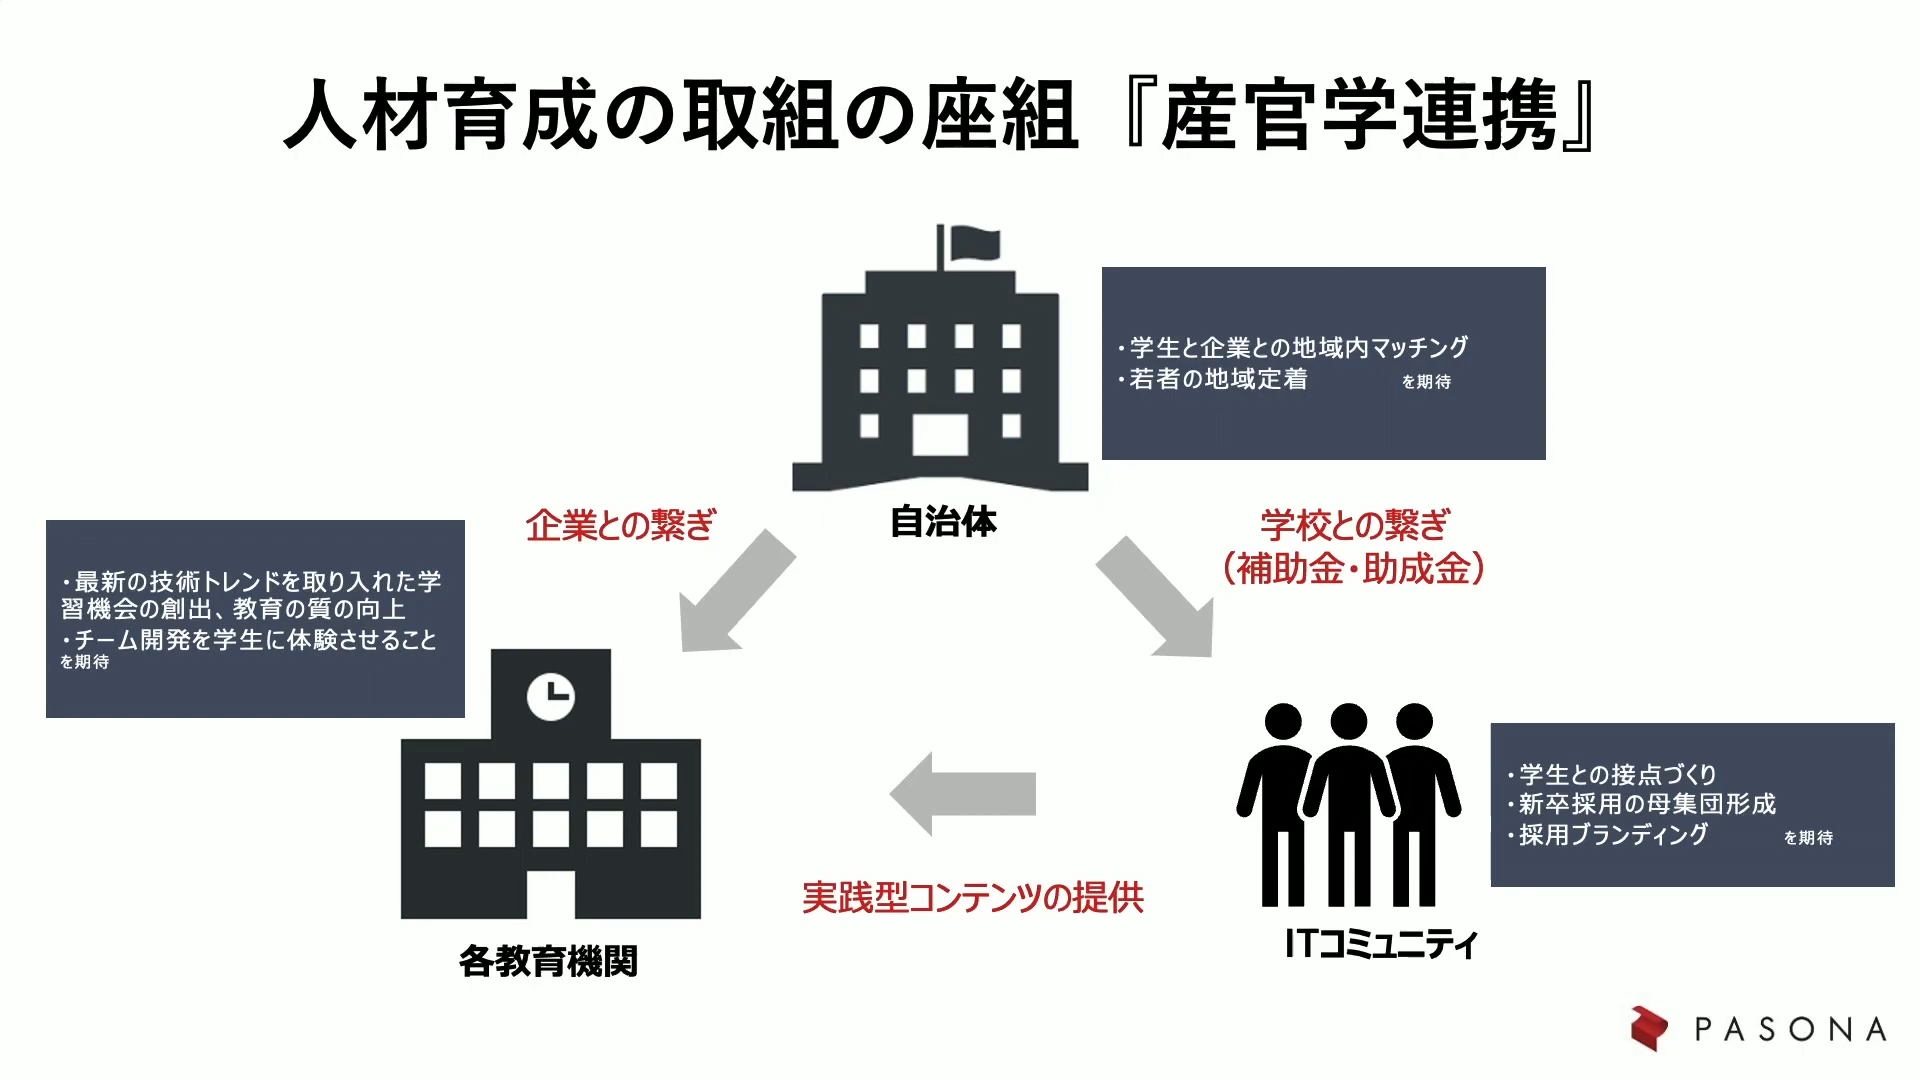 人材育成の取組の座組『産官学連携』
・学生と企業との地域内マッチング
・若者の地域定着 を期待
自治体
企業との繋ぎ
学校との繋ぎ
（補助金・助成金）
・最新の技術トレンドを取り入れた学
習機会の創出、教育の質の向上
・チーム開発を学生に体験させること
を期待
・学生との接点づくり
・新卒採用の母集団形成
・採用ブランディング を期待
実践型コンテンツの提供
各教育機関
ITコミュニティ
PASONA